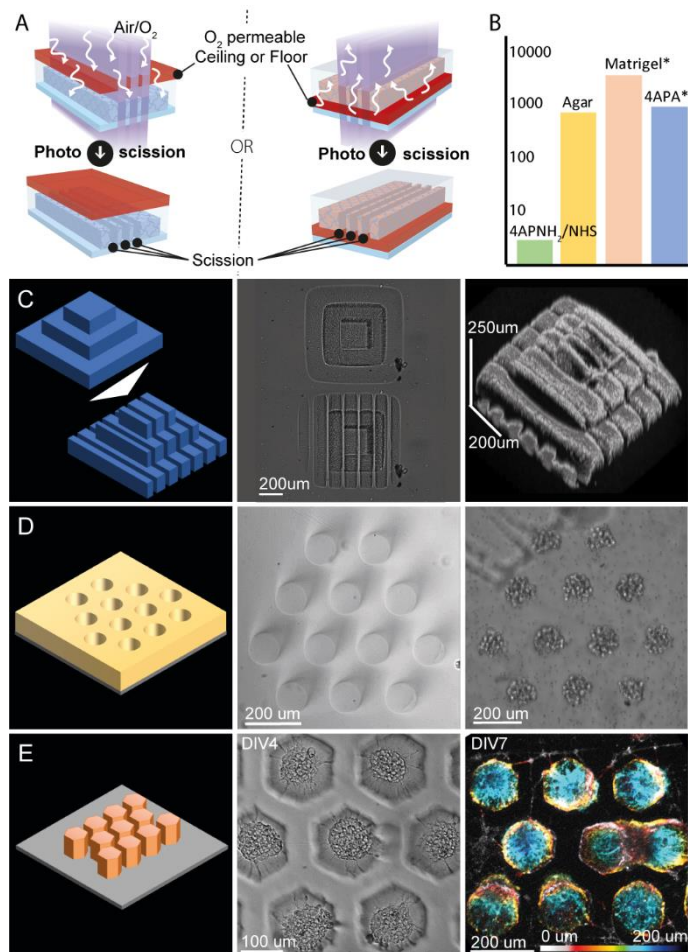 A
Air/O2
O2 permeable
Ceiling or Floor
Photo scission
OR
Photo scission
Scission
B
10000
1000
100
10
4APNH2/NHS
Agar
Matrigel*
4APA*
C
200um
250um
200um
D
200 um
200 um
E
DIV4
100 um
DIV7
0 um 200 um
200 um